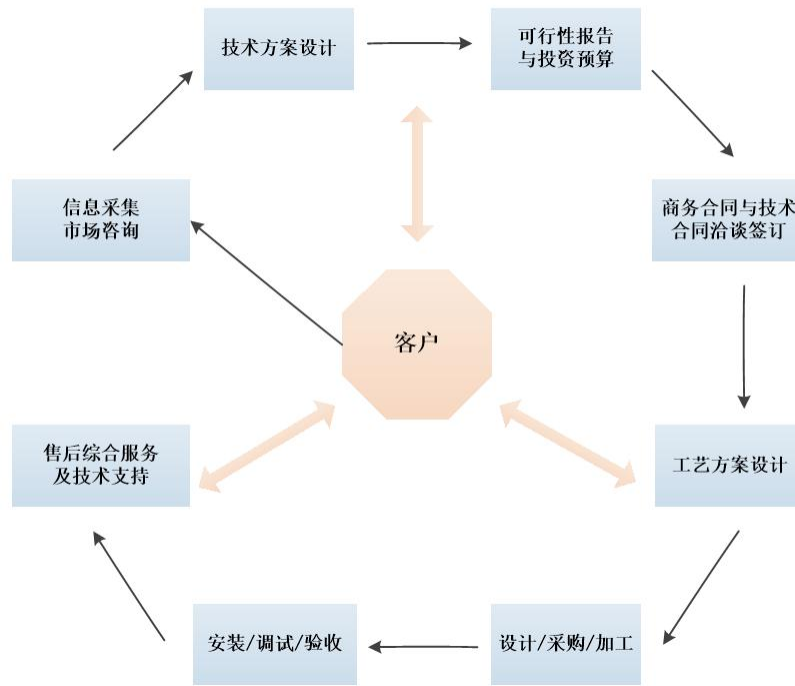 技术方案设计
可行性报告
与投资预算
信息采集
市场咨询
商务合同与技术
合同洽谈签订
客户
售后综合服务
及技术支持
工艺方案设计
安装/调试/验收
设计/采购/加工